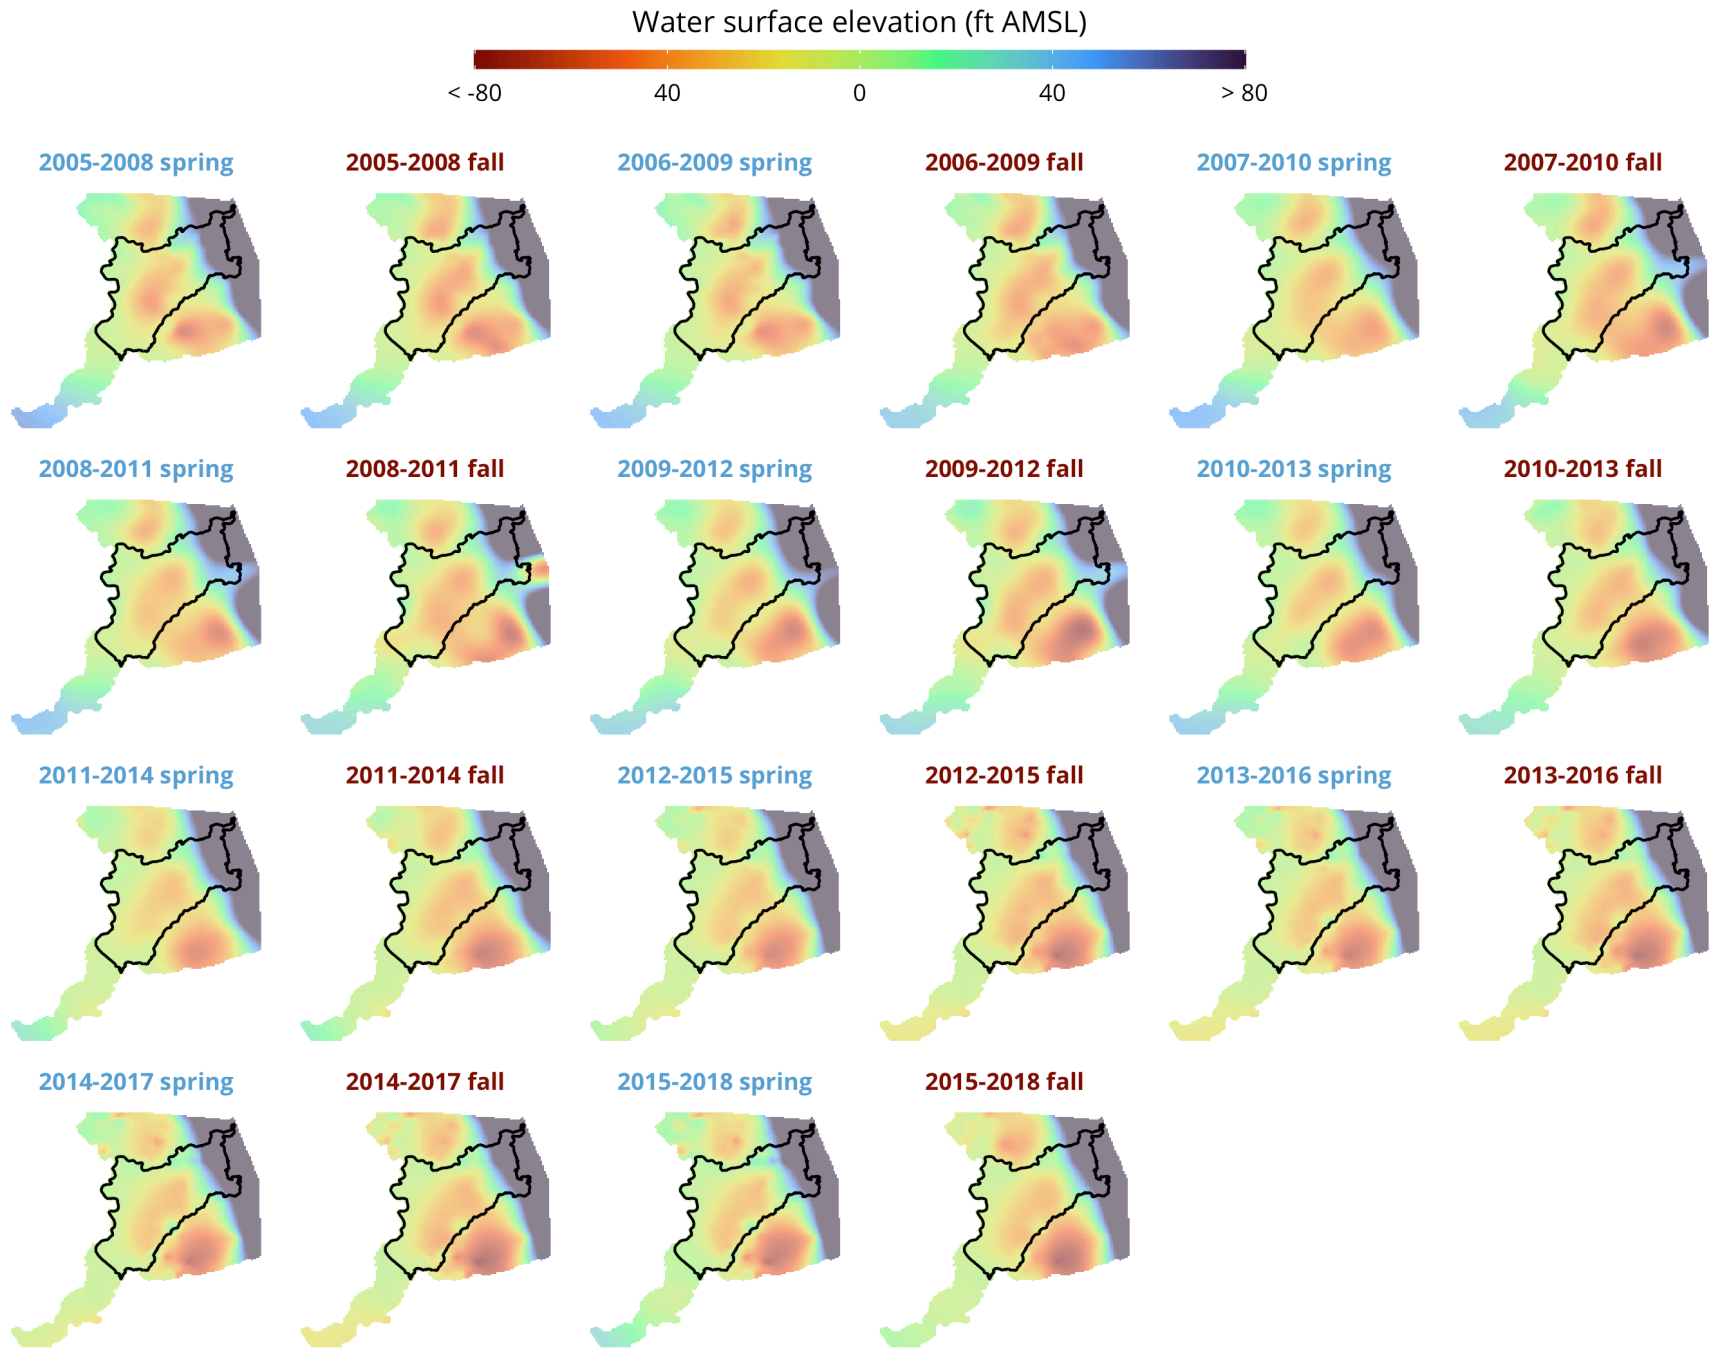 Water surface elevation (ft AMSL)
< -80 40 0 40 > 80
2005-2008 spring 2005-2008 fall 2006-2009 spring 2006-2009 fall 2007-2010 spring 2007-2010 fall
2008-2011 spring 2008-2011 fall 2009-2012 spring 2009-2012 fall 2010-2013 spring 2010-2013 fall
2011-2014 spring 2011-2014 fall 2012-2015 spring 2012-2015 fall 2013-2016 spring 2013-2016 fall
2014-2017 spring 2014-2017 fall 2015-2018 spring 2015-2018 fall